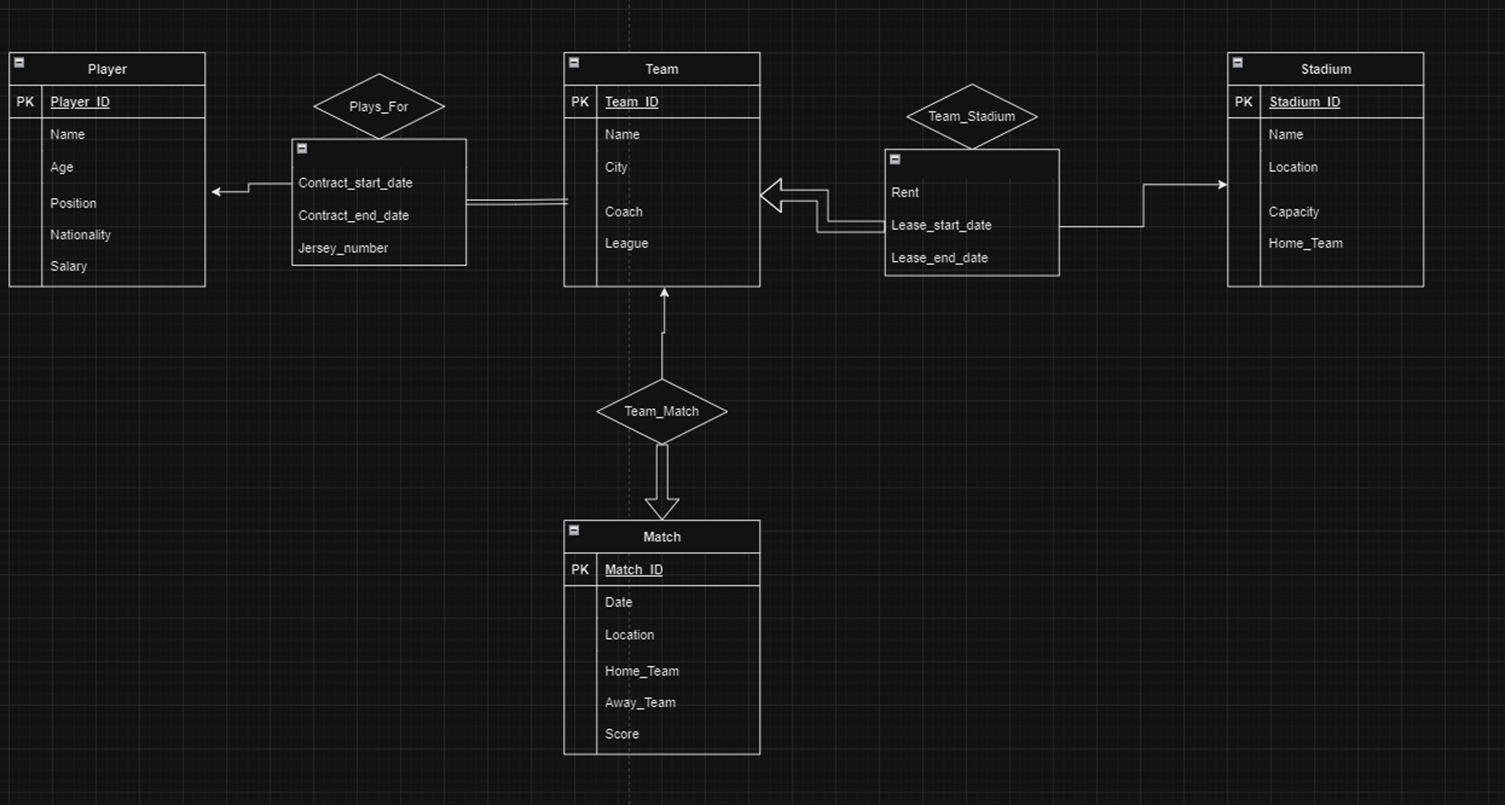 Player
PK Player_ID
Name
Age
Position
Nationality
Salary
Plays_For
Contract_start_date
Contract_end_date
Jersey_number
Team
PK Team_ID
Name
City
Coach
League
Team_Stadium
Rent
Lease_start_date
Lease_end_date
Stadium
PK Stadium_ID
Name
Location
Capacity
Home_Team
Team_Match
Match
PK Match_ID
Date
Location
Home_Team
Away_Team
Score